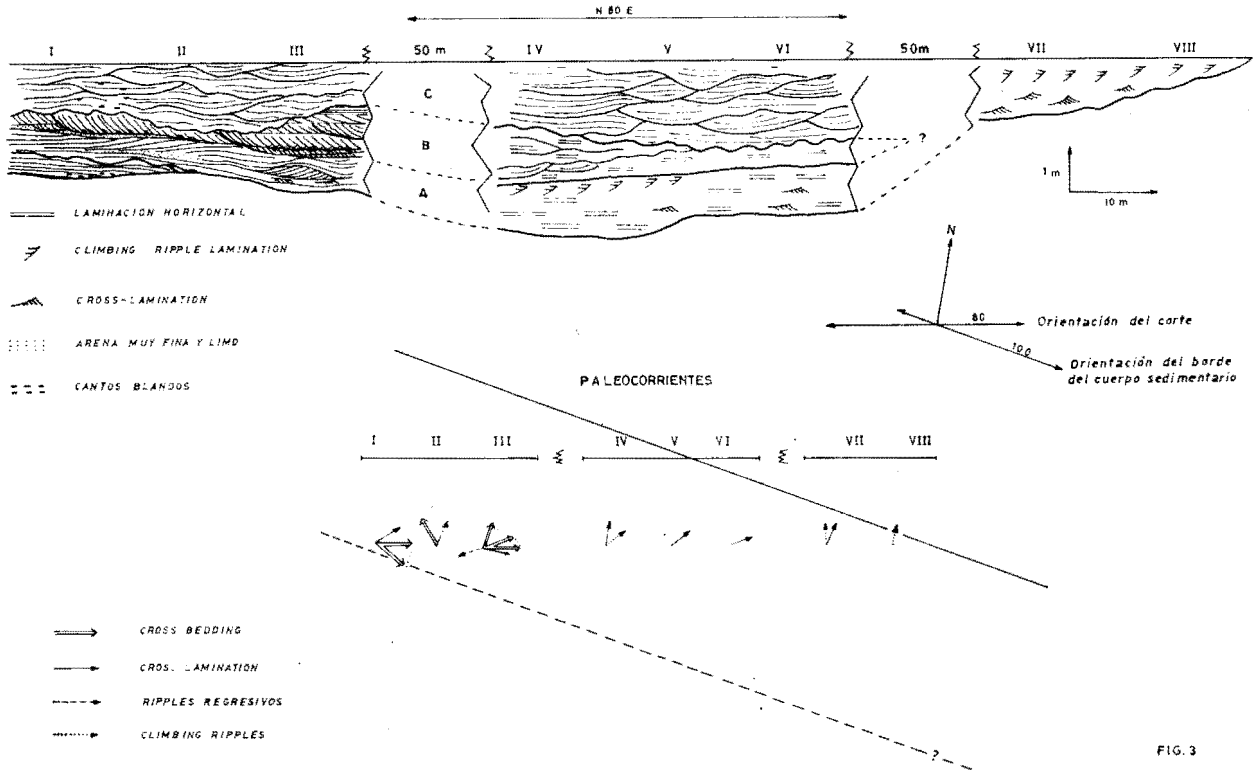 N 80 E
I II III 50 m IV V VI 50m VII VIII
C
B
A
?
1 m
10 m
LAMINACION HORIZONTAL
CLIMBING RIPPLE LAMINATION
CROSS-LAMINATION
ARENA MUY FINA Y LIMO
CANTOS BLANDOS
N
80
Orientación del corte
100
Orientación del borde
del cuerpo sedimentario
PALEOCORRIENTES
I II III IV V VI VII VIII
CROSS BEDDING
CROS. LAMINATION
RIPPLES REGRESIVOS
CLIMBING RIPPLES
?
FIG. 3